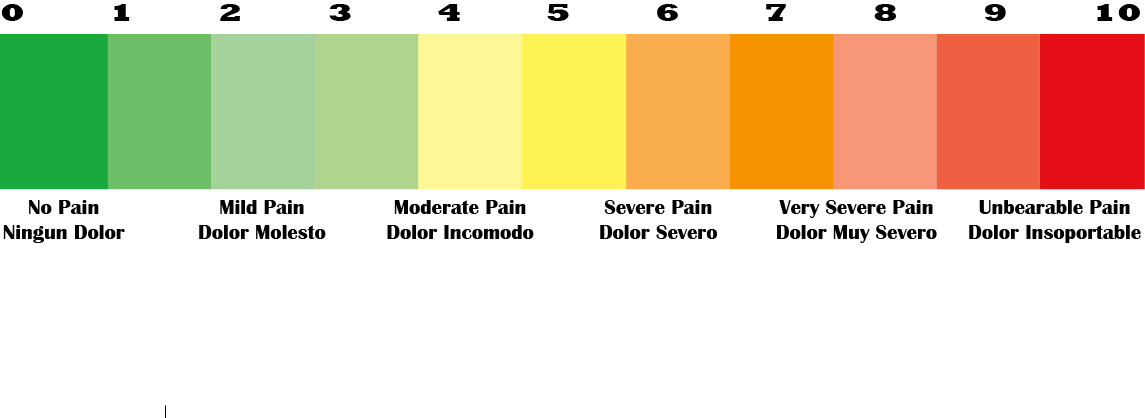 0 1 2 3 4 5 6 7 8 9 10
No Pain Mild Pain Moderate Pain Severe Pain Very Severe Pain Unbearable Pain
Ningun Dolor Dolor Molesto Dolor Incomodo Dolor Severo Dolor Muy Severo Dolor Insoportable